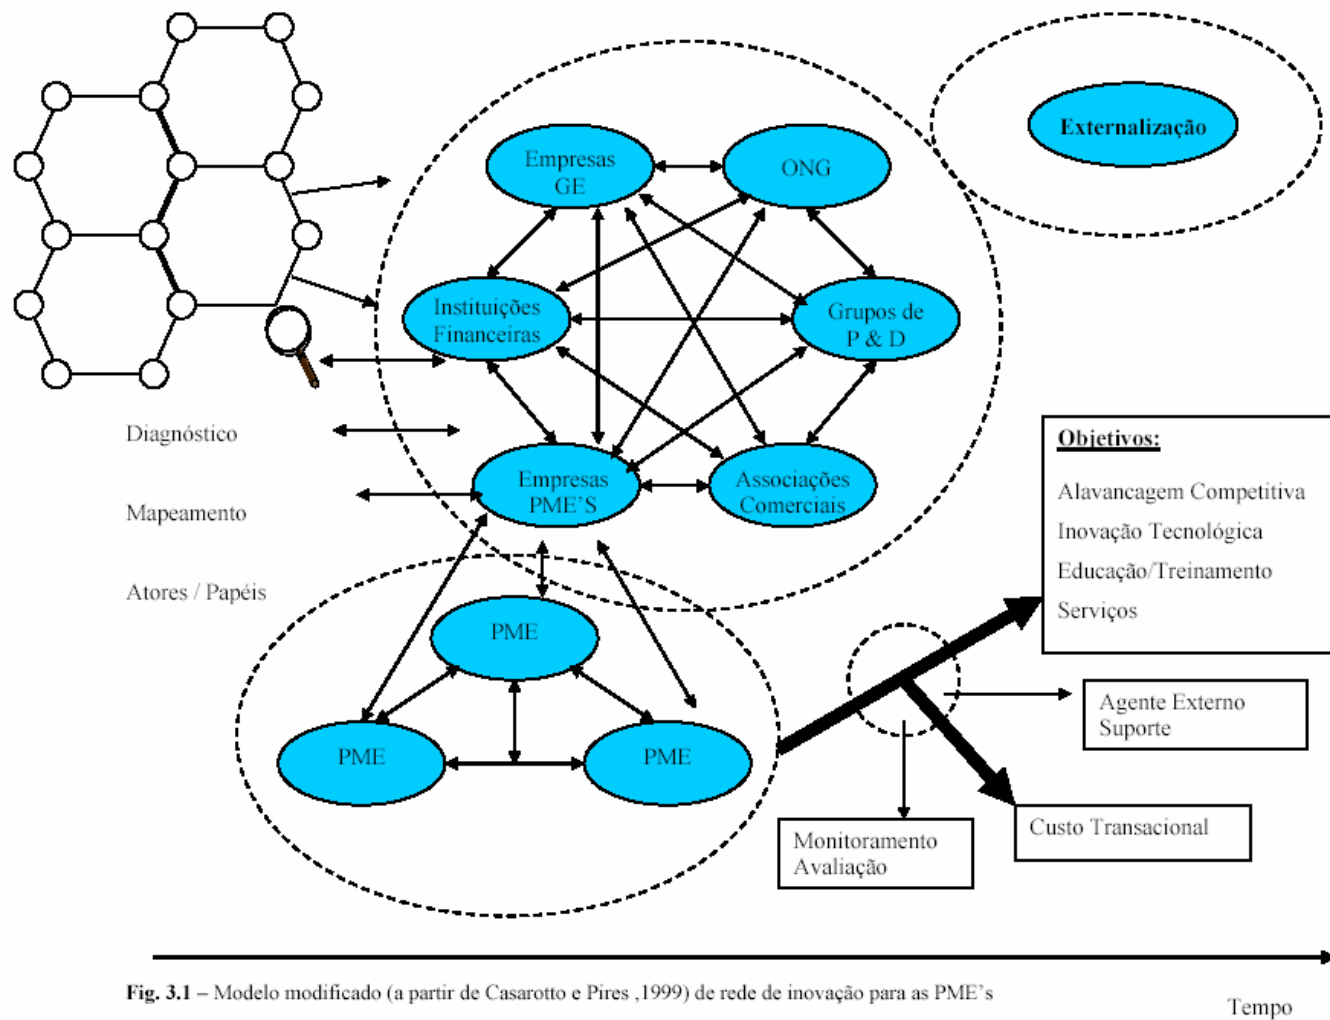 Externalização
Empresas
GE
ONG
Instituições
Financeiras
Grupos de
P & D
Empresas
PME'S
Associações
Comerciais
Diagnóstico
Mapeamento
Atores / Papéis
PME
PME
PME
Objetivos:
Alavancagem Competitiva
Inovação Tecnológica
Educação/Treinamento
Serviços
Agente Externo
Suporte
Custo Transacional
Monitoramento
Avaliação
Fig. 3.1 – Modelo modificado (a partir de Casarotto e Pires ,1999) de rede de inovação para as PME's
Tempo